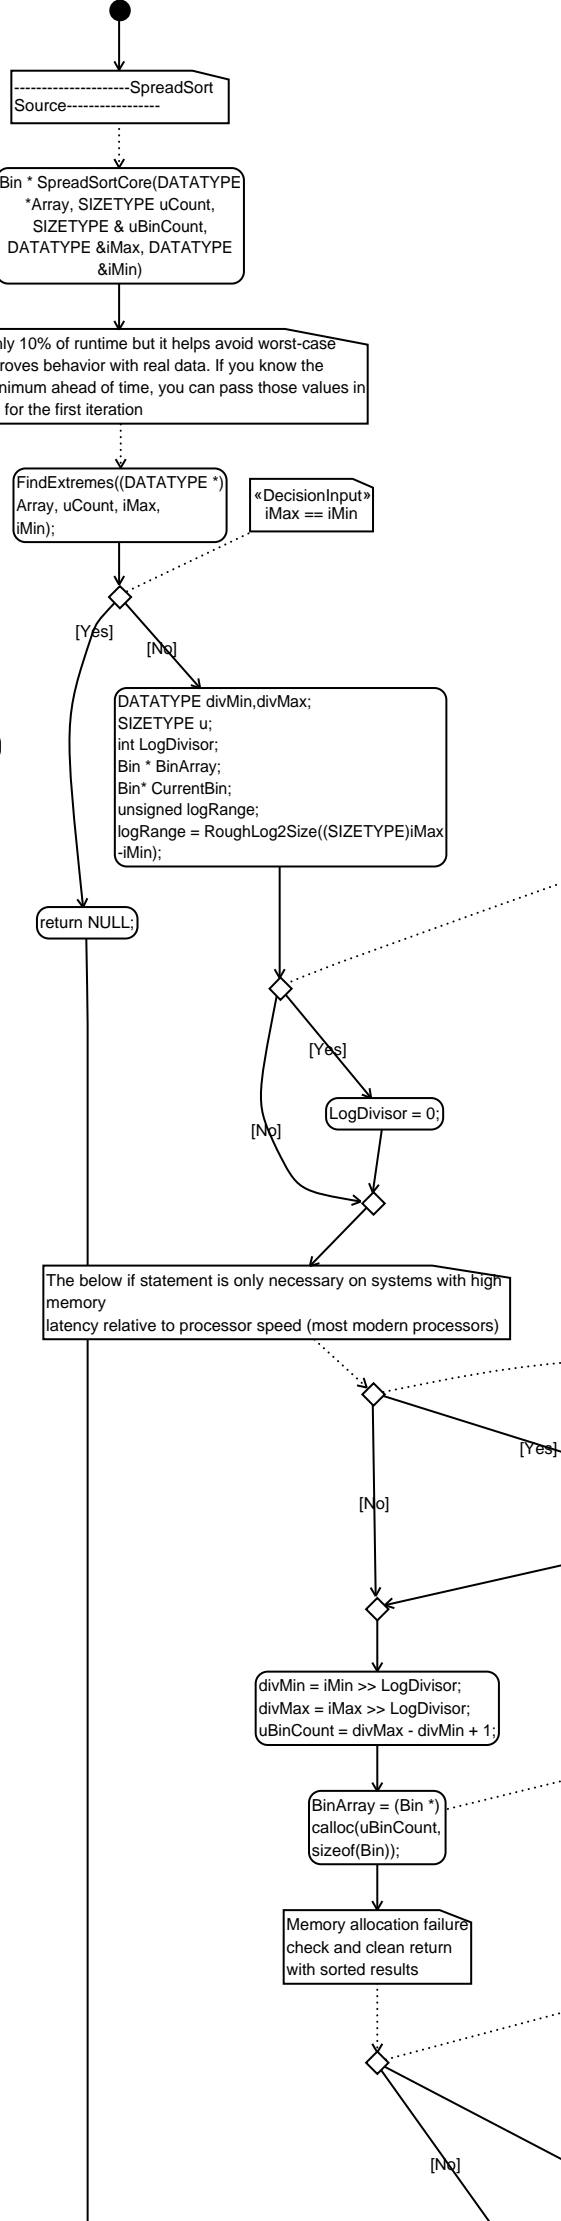 ---------------------SpreadSort
Source-----------------
Bin * SpreadSortCore(DATATYPE
*Array, SIZETYPE uCount,
SIZETYPE & uBinCount,
DATATYPE &iMax, DATATYPE
&iMin)
nly 10% of runtime but it helps avoid worst-case
roves behavior with real data. If you know the
nimum ahead of time, you can pass those values in
for the first iteration
FindExtremes((DATATYPE *)
Array, uCount, iMax,
iMin);
«DecisionInput»
iMax == iMin
[Yes]
[No]
DATATYPE divMin,divMax;
SIZETYPE u;
int LogDivisor;
Bin * BinArray;
Bin* CurrentBin;
unsigned logRange;
logRange = RoughLog2Size((SIZETYPE)iMax
-iMin);
return NULL;
[Yes]
LogDivisor = 0;
[No]
The below if statement is only necessary on systems with high
memory
latency relative to processor speed (most modern processors)
[Yes]
[No]
divMin = iMin >> LogDivisor;
divMax = iMax >> LogDivisor;
uBinCount = divMax - divMin + 1;
BinArray = (Bin *)
calloc(uBinCount,
sizeof(Bin));
Memory allocation failure
check and clean return
with sorted results
[No]